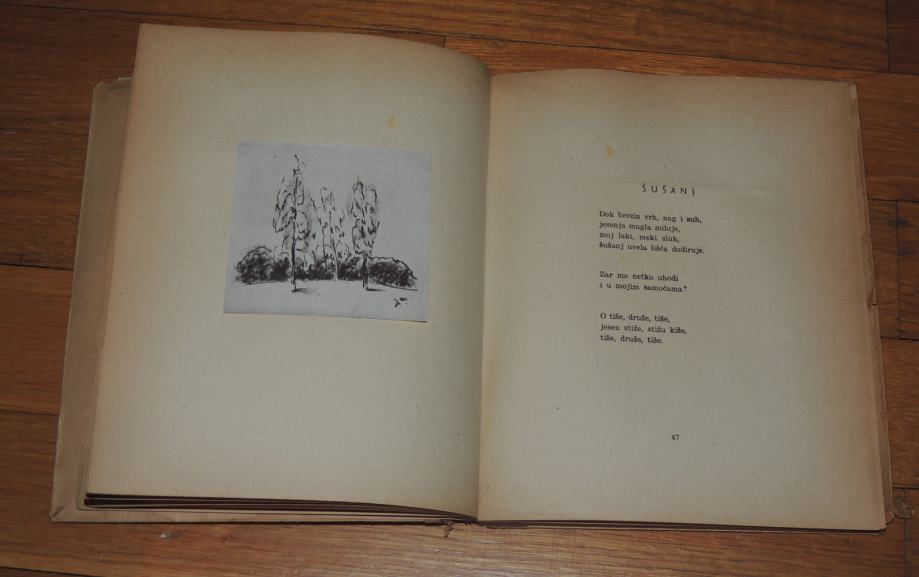 ŠUŠANJ
Dok brezin vrh, nag i suh,
jesenja magla miluje,
moj laki, meki sluh,
šušanj uvela lišća dodiruje.
Zar me netko uhodi
i u mojim samoćama?
O tiše, druže, tiše,
jesen stiže, stižu kiše,
tiše, druže, tiše.
47